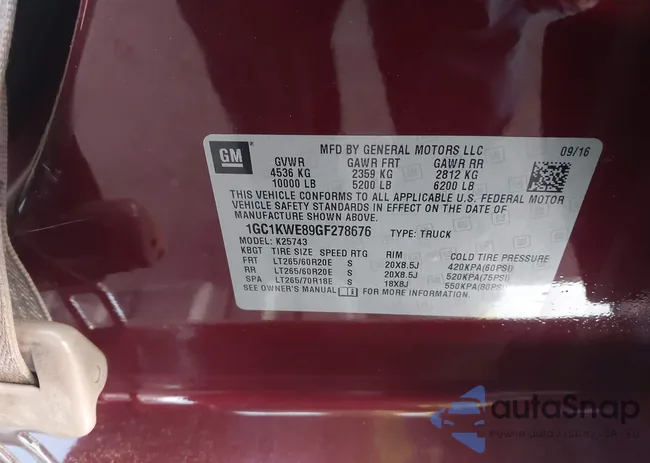 GM
MFD BY GENERAL MOTORS LLC 09/16
GVWR GAWR FRT GAWR RR
4536 KG 2359 KG 2812 KG
10000 LB 5200 LB 6200 LB
THIS VEHICLE CONFORMS TO ALL APPLICABLE U.S. FEDERAL MOTOR
VEHICLE SAFETY STANDARDS IN EFFECT ON THE DATE OF MANUFACTURE
SHOWN ABOVE.
1GC1KWE89GF278676 TYPE: TRUCK
MODEL: K25743
KBGT TIRE SIZE SPEED RTG RIM COLD TIRE PRESSURE
FRT LT265/60R20E S 20X8.5J 420KPA(60PSI)
RR LT265/60R20E S 20X8.5J 520KPA(75PSI)
SPA LT265/70R18E S 18X8J 550KPA(80PSI)
SEE OWNER'S MANUAL FOR MORE INFORMATION.
autoSnap